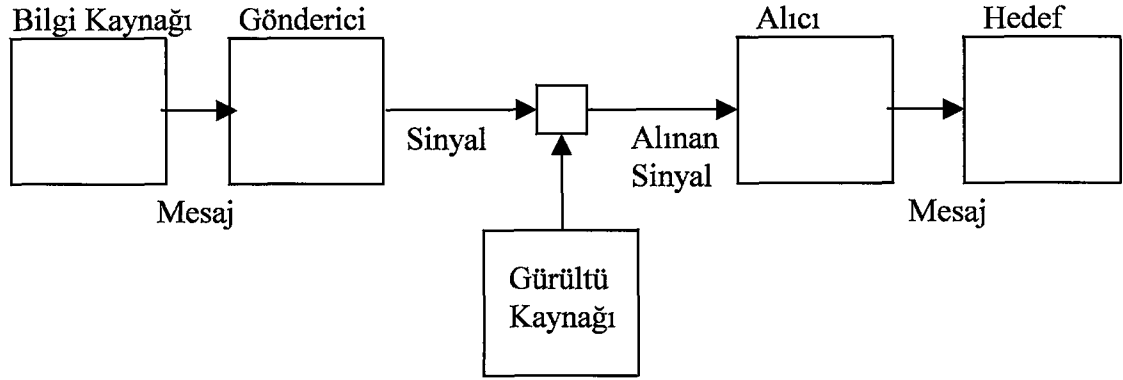 Bilgi Kaynağı
Gönderici
Alıcı
Hedef
Sinyal
Alınan
Sinyal
Mesaj
Mesaj
Gürültü
Kaynağı